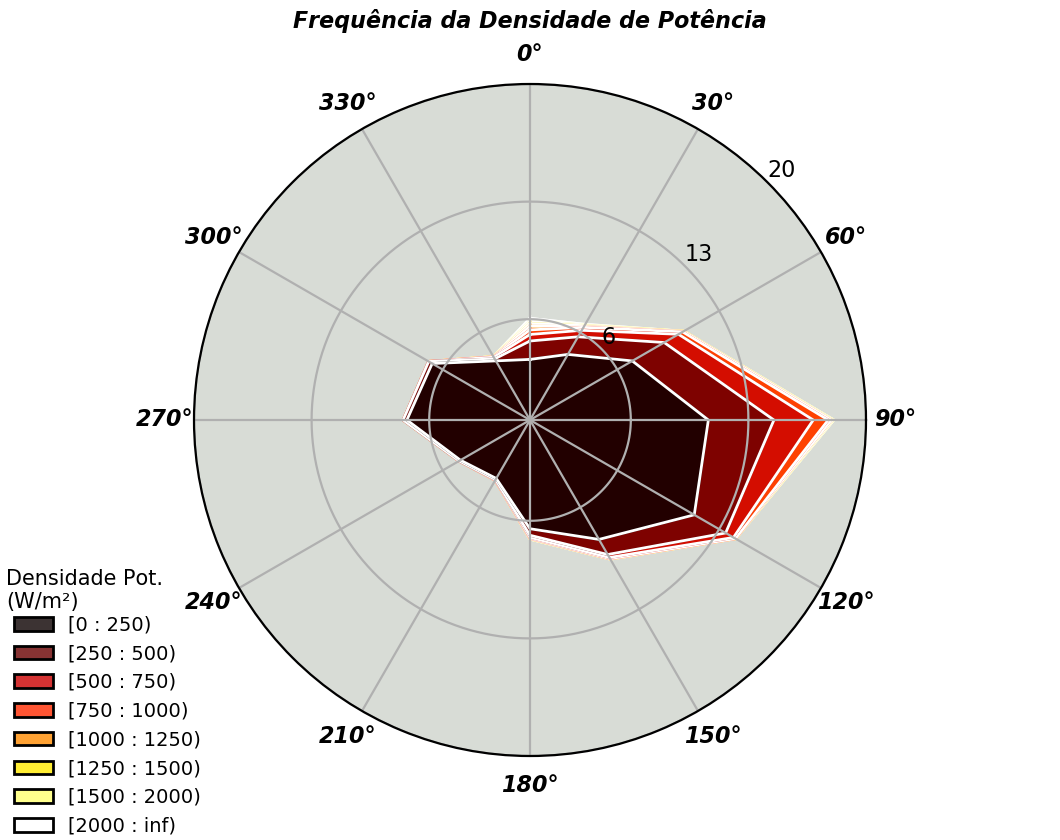 Frequência da Densidade de Potência
0°
330°
30°
20
300°
60°
13
6
270°
90°
240°
120°
210°
150°
180°
Densidade Pot.
(W/m²)
[0 : 250)
[250 : 500)
[500 : 750)
[750 : 1000)
[1000 : 1250)
[1250 : 1500)
[1500 : 2000)
[2000 : inf)